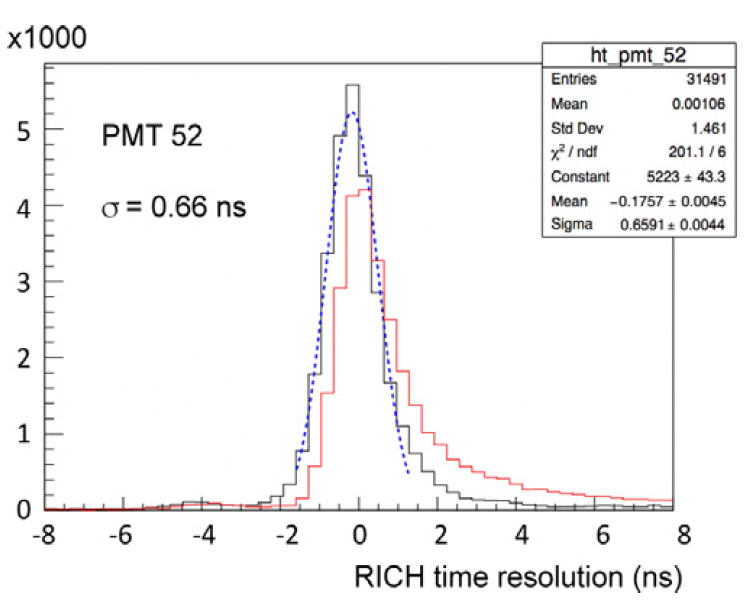 x1000
ht_pmt_52
Entries 31491
Mean 0.00106
Std Dev 1.461
χ² / ndf 201.1 / 6
Constant 5223 ± 43.3
Mean −0.1757 ± 0.0045
Sigma 0.6591 ± 0.0044
PMT 52
σ = 0.66 ns
5
4
3
2
1
0
-8 -6 -4 -2 0 2 4 6 8
RICH time resolution (ns)